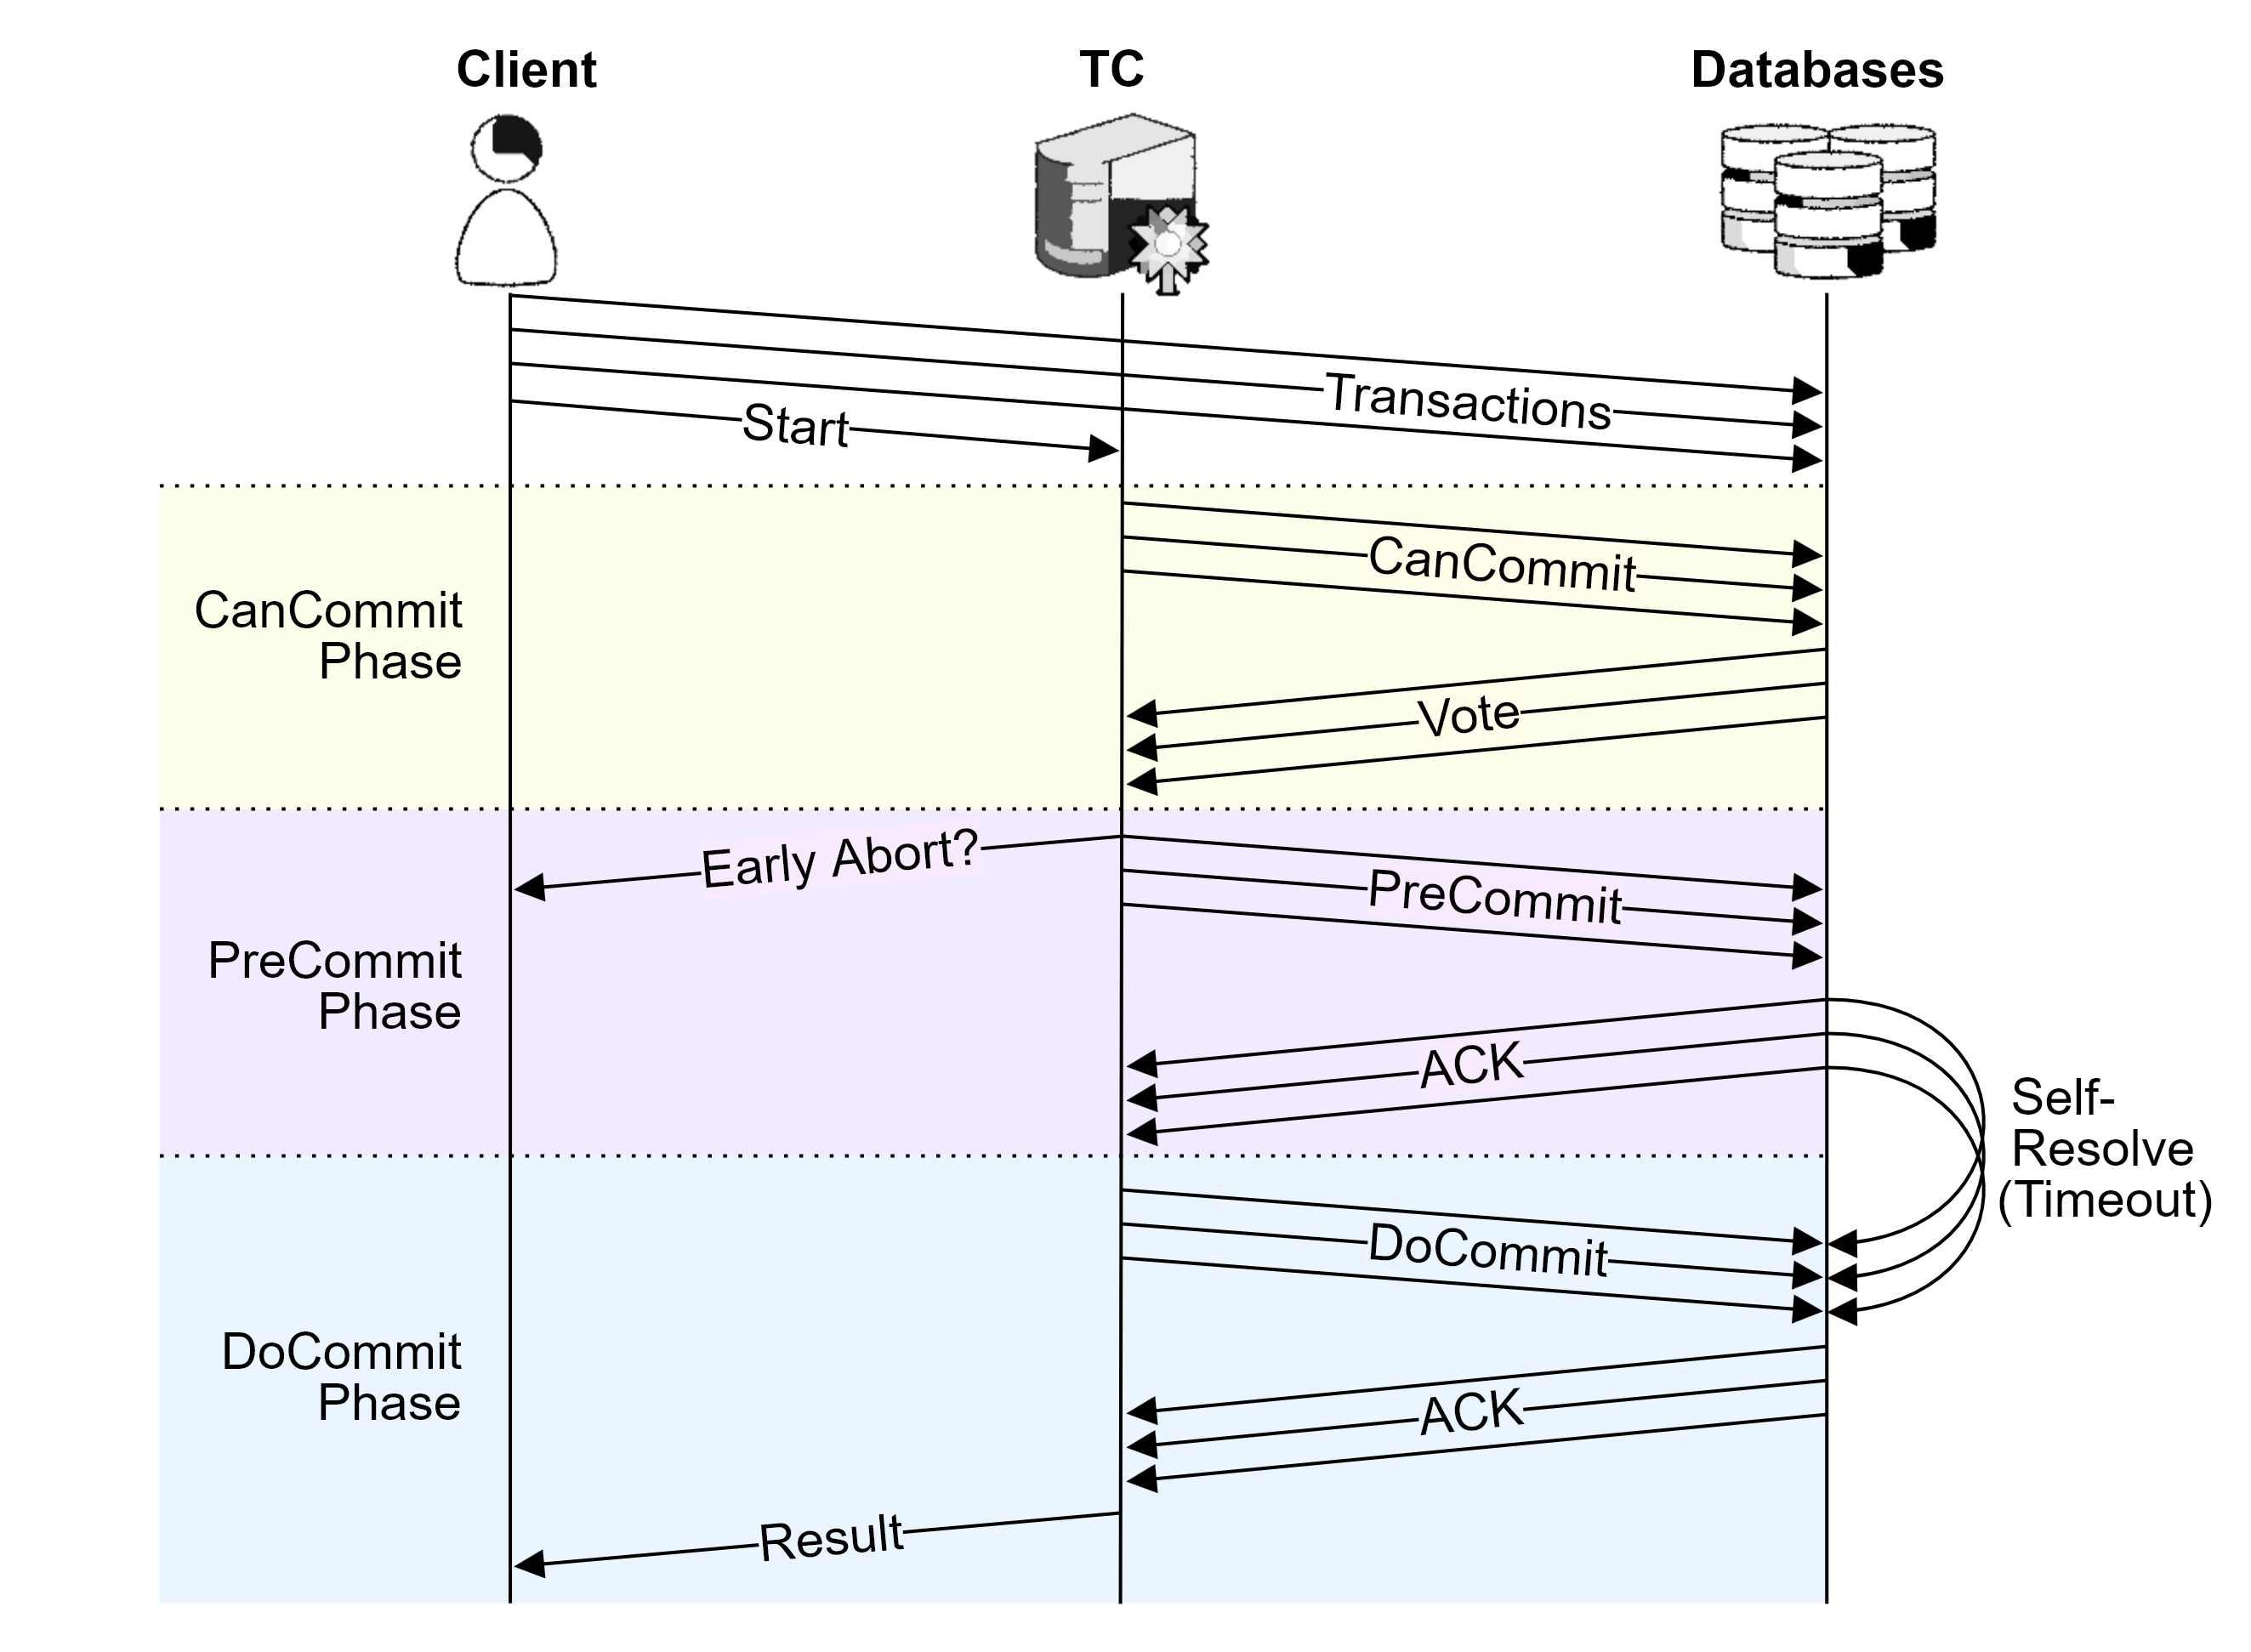 Client
TC
Databases
Transactions
Start
CanCommit
CanCommit
Phase
Vote
Early Abort?
PreCommit
PreCommit
Phase
ACK
Self-
Resolve
(Timeout)
DoCommit
DoCommit
Phase
ACK
Result